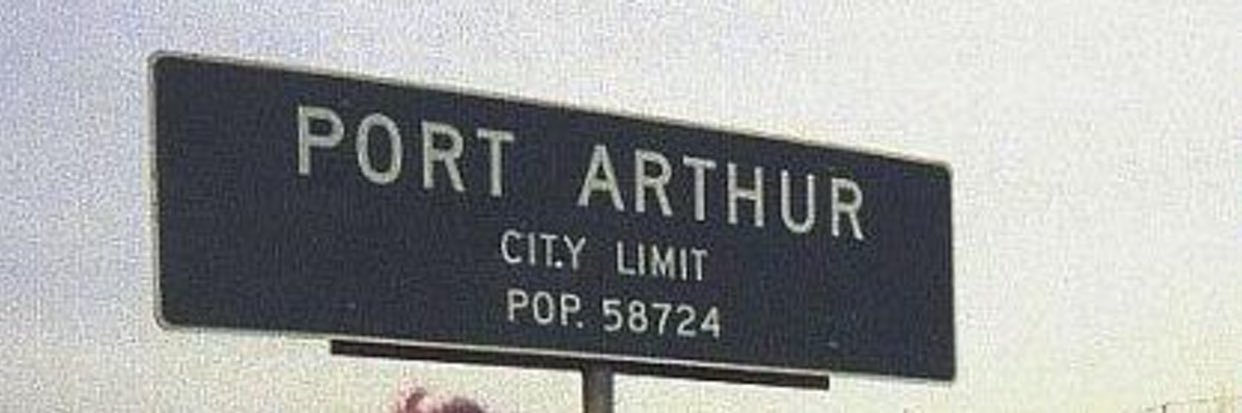 PORT ARTHUR
CITY LIMIT
POP. 58724